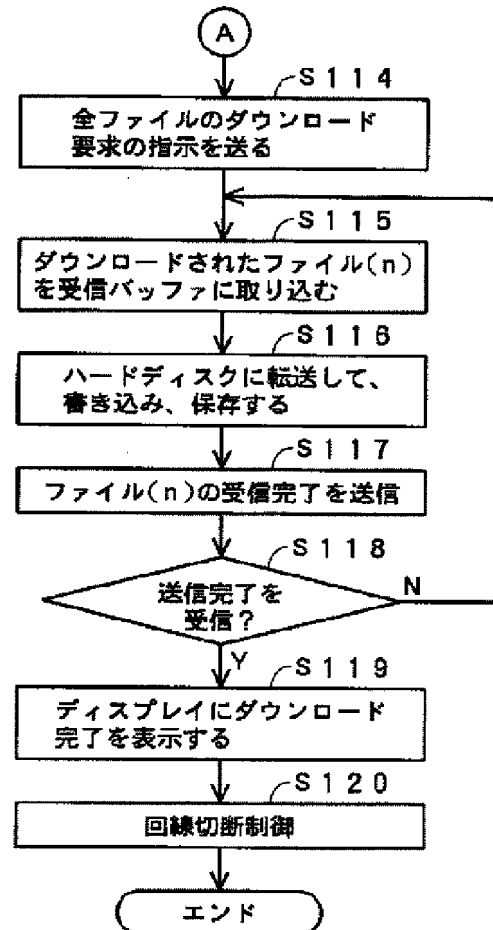 A
S114
全ファイルのダウンロード
要求の指示を送る
S115
ダウンロードされたファイル(n)
を受信バッファに取り込む
S116
ハードディスクに転送して、
書き込み、保存する
S117
ファイル(n)の受信完了を送信
S118
送信完了を
受信?
N
Y
S119
ディスプレイにダウンロード
完了を表示する
S120
回線切断制御
エンド